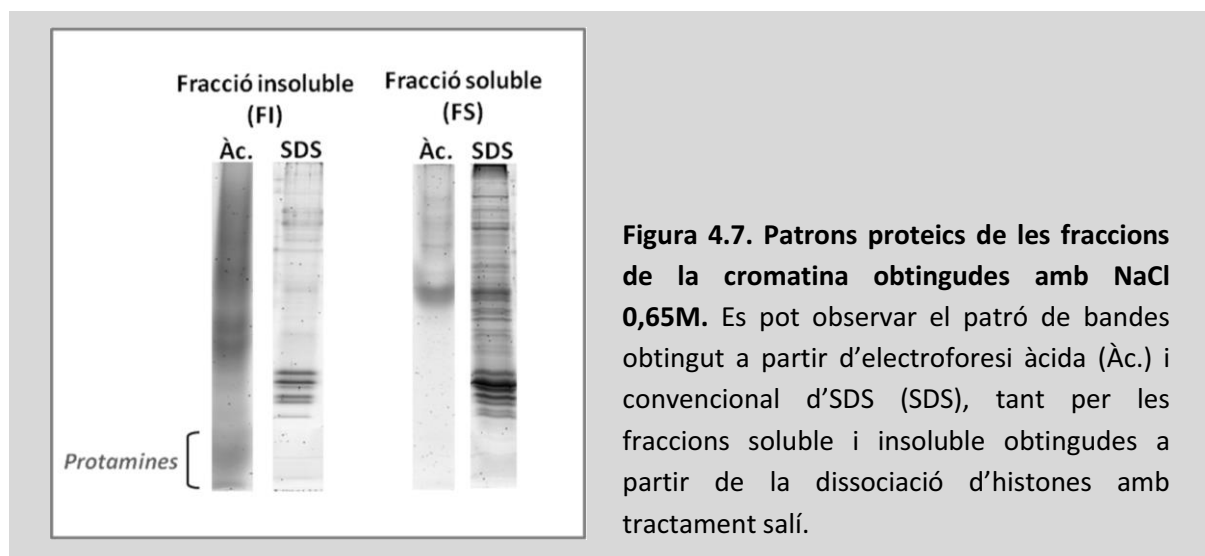 Fracció insoluble
(FI)
Fracció soluble
(FS)
Àc. SDS
Àc. SDS
Protamines
Figura 4.7. Patrons proteics de les fraccions
de la cromatina obtingudes amb NaCl
0,65M. Es pot observar el patró de bandes
obtingut a partir d’electroforesi àcida (Àc.) i
convencional d’SDS (SDS), tant per les
fraccions soluble i insoluble obtingudes a
partir de la dissociació d’histones amb
tractament salí.